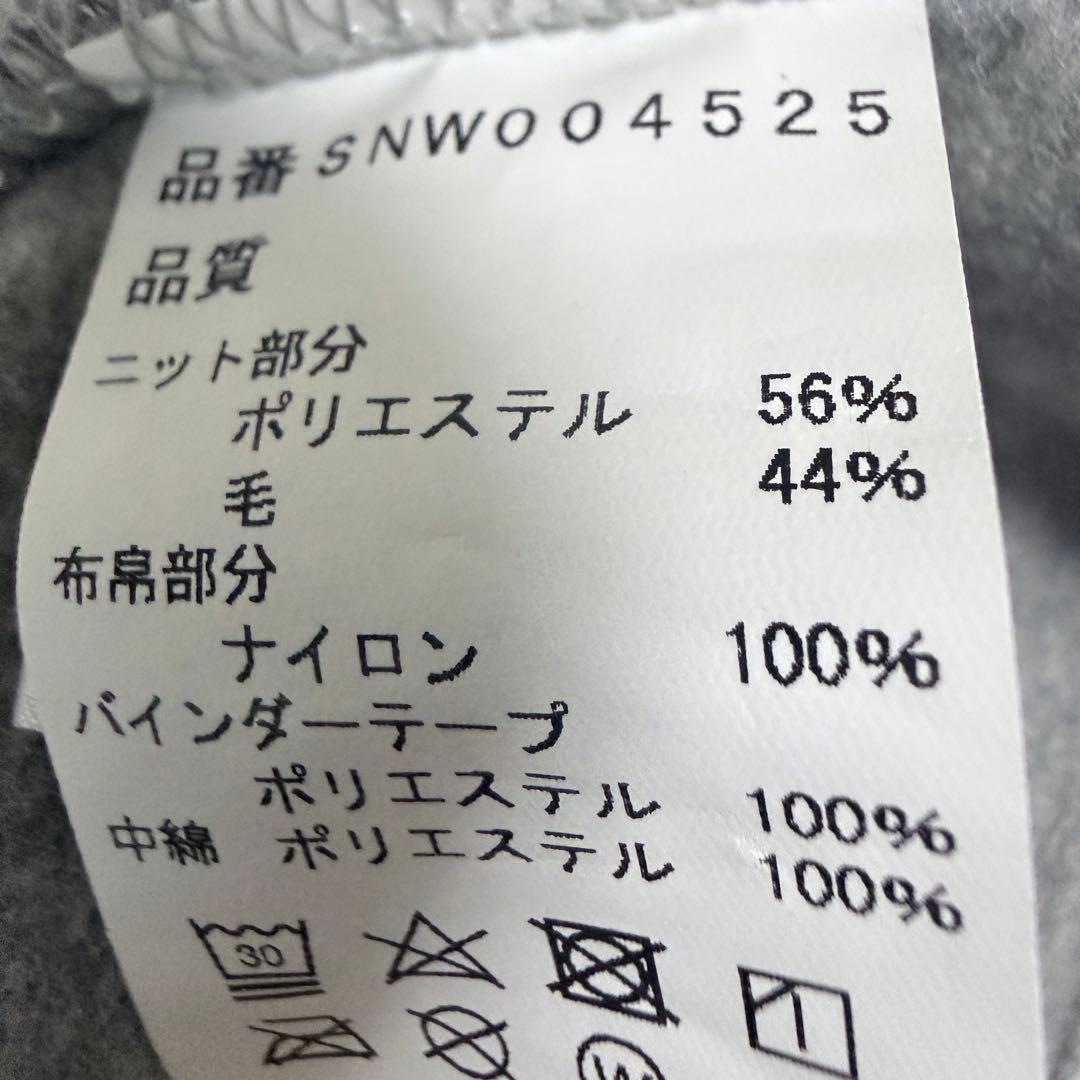 品番SNW004525
品質
ニット部分
ポリエステル 56%
毛 44%
布帛部分
ナイロン 100%
バインダーテープ
ポリエステル 100%
中綿 ポリエステル 100%
30
W